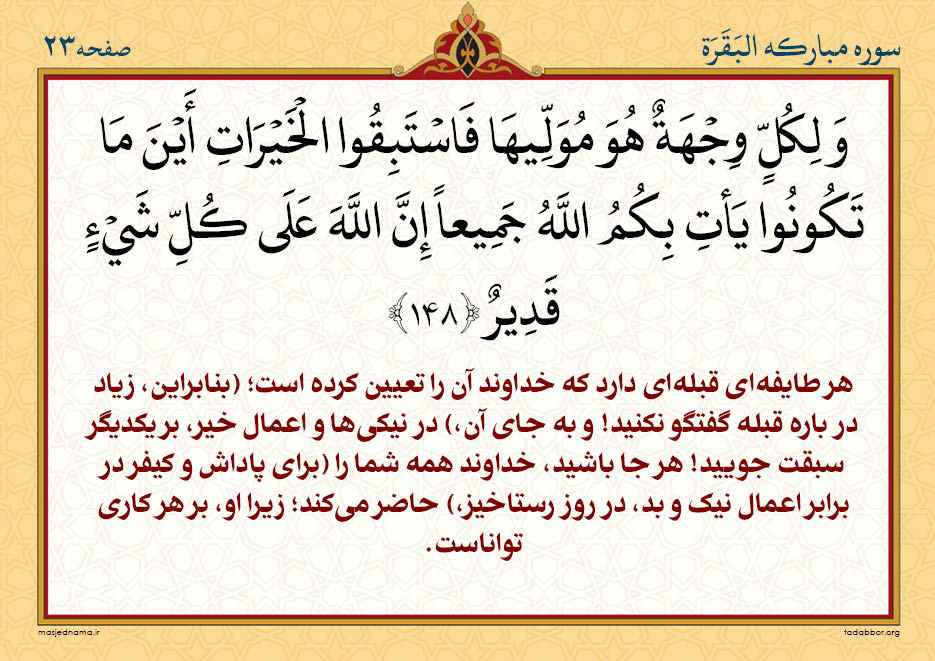 سوره مبارکه البَقَرَة
صفحه۲۳
وَ لِكُلٍّ وِجْهَةٌ هُوَ مُوَلِّيهَا فَاسْتَبِقُوا الْخَيْرَاتِ أَيْنَ مَا
تَكُونُوا يَأتِ بِكُمُ اللَّهُ جَمِيعاً إِنَّ اللَّهَ عَلَى كُلِّ شَيْءٍ
قَدِيرٌ ﴿۱۴۸﴾
هر طایفه‌ای قبله‌ای دارد که خداوند آن را تعیین کرده است؛ (بنابراین، زیاد
در باره قبله گفتگو نکنید! و به جای آن،) در نیکی‌ها و اعمال خیر، بر یکدیگر
سبقت جویید! هر جا باشید، خداوند همه شما را (برای پاداش و کیفر در
برابر اعمال نیک و بد، در روز رستاخیز،) حاضر می‌کند؛ زیرا او، بر هر کاری
تواناست.
masjednama.ir
tadabbor.org